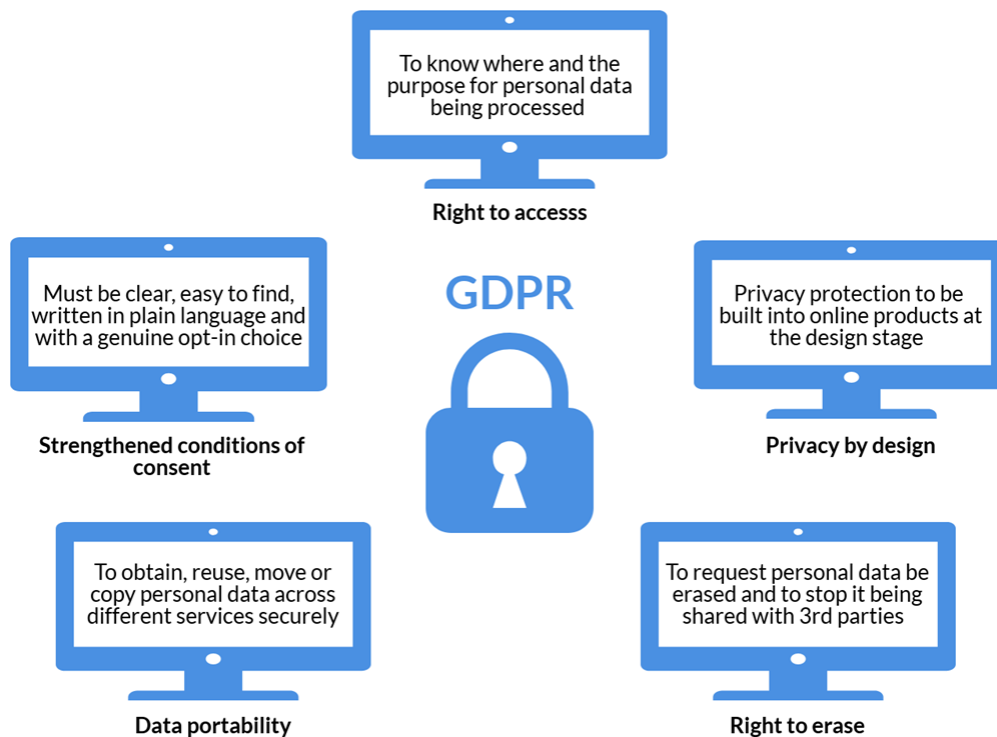 To know where and the
purpose for personal data
being processed
Right to accesss
GDPR
Must be clear, easy to find,
written in plain language and
with a genuine opt-in choice
Strengthened conditions of
consent
Privacy protection to be
built into online products at
the design stage
Privacy by design
To obtain, reuse, move or
copy personal data across
different services securely
Data portability
To request personal data be
erased and to stop it being
shared with 3rd parties
Right to erase